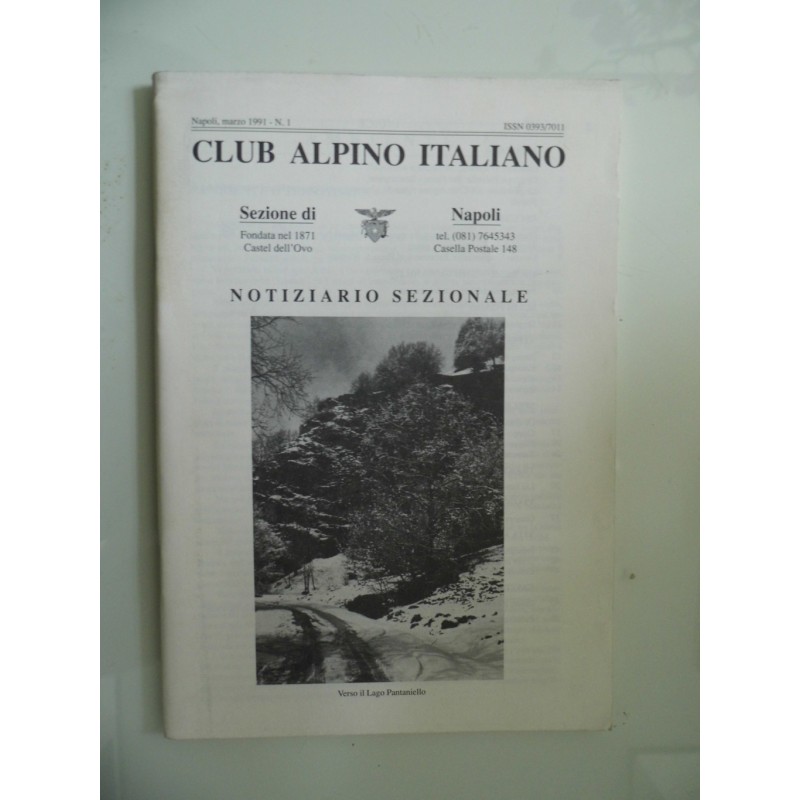 Napoli, marzo 1991 - N. 1
ISSN 0393/7011
CLUB ALPINO ITALIANO
Sezione di
Fondata nel 1871
Castel dell'Ovo
Napoli
tel. (081) 7645343
Casella Postale 148
NOTIZIARIO SEZIONALE
Verso il Lago Pantaniello